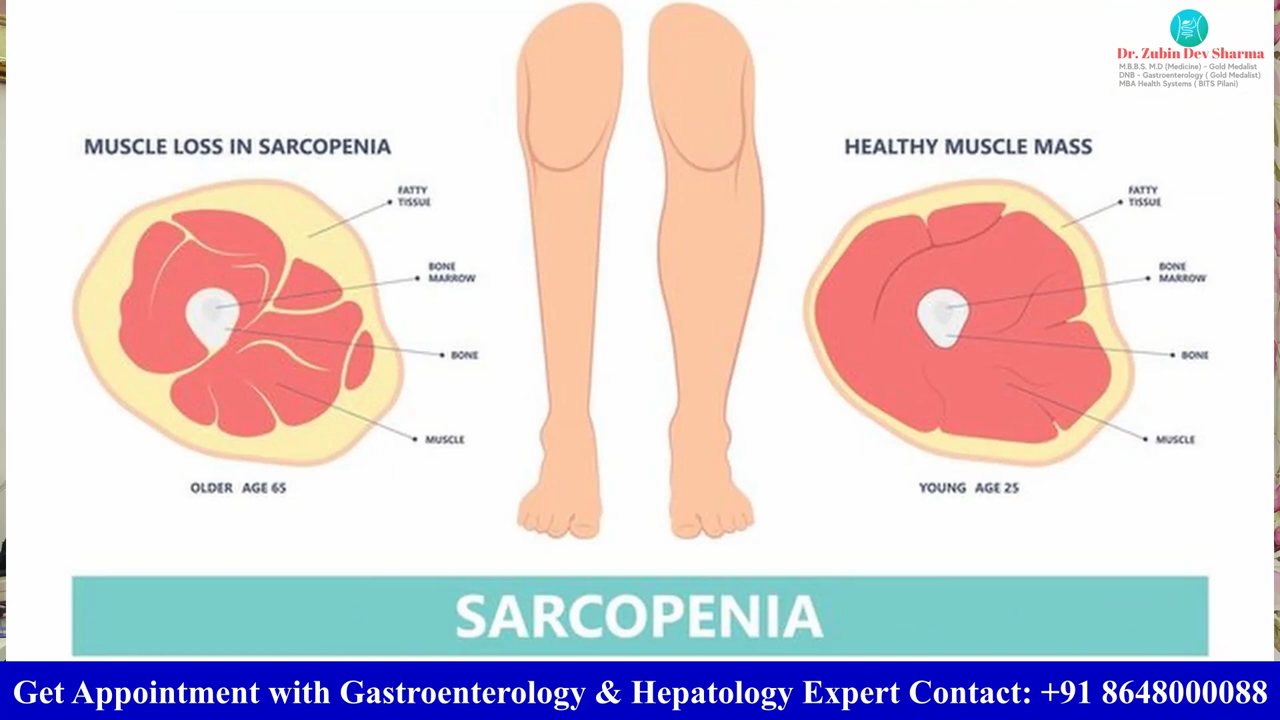 Dr. Zubin Dev Sharma
M.B.B.S. M.D (Medicine) - Gold Medalist
DNB - Gastroenterology ( Gold Medalist)
MBA Health Systems ( BITS Pilani)
MUSCLE LOSS IN SARCOPENIA
FATTY
TISSUE
BONE
MARROW
BONE
MUSCLE
OLDER AGE 65
HEALTHY MUSCLE MASS
FATTY
TISSUE
BONE
MARROW
BONE
MUSCLE
YOUNG AGE 25
SARCOPENIA
Get Appointment with Gastroenterology & Hepatology Expert Contact: +91 8648000088